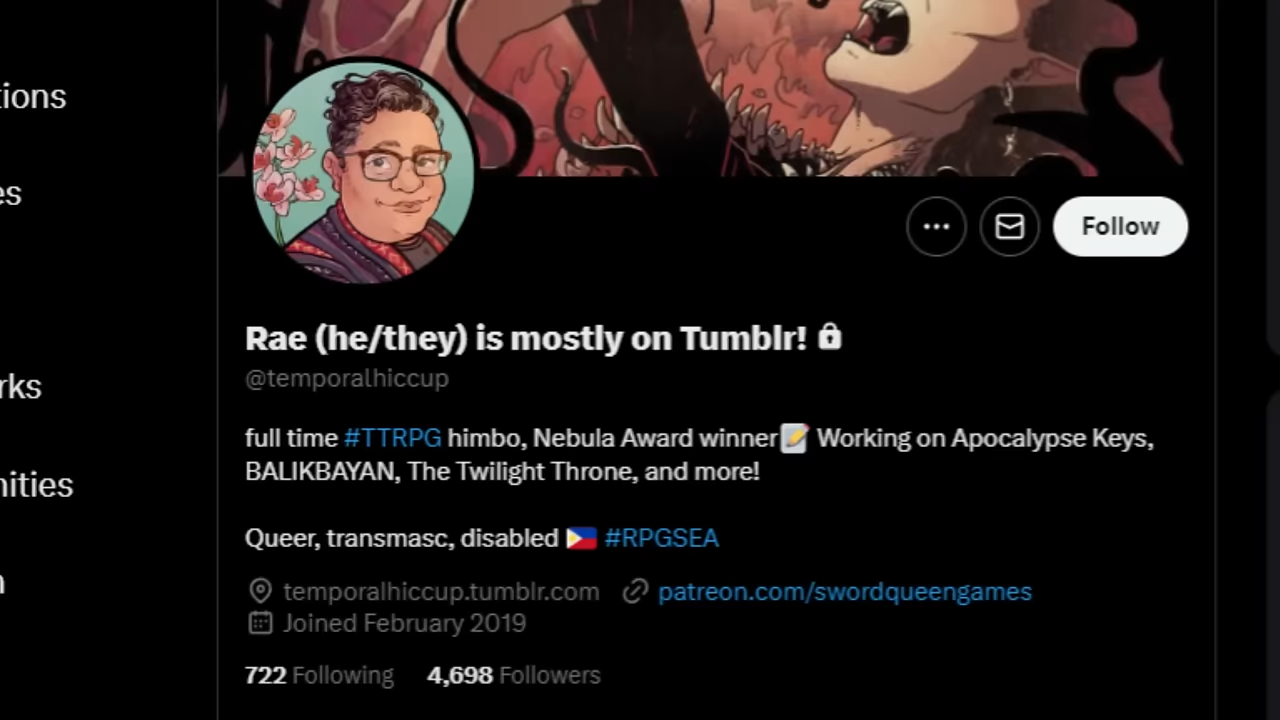 tions
es
rks
nities
Follow
Rae (he/they) is mostly on Tumblr!
@temporalhiccup
full time #TTRPG himbo, Nebula Award winner📝 Working on Apocalypse Keys,
BALIKBAYAN, The Twilight Throne, and more!
Queer, transmasc, disabled 🇵🇭 #RPGSEA
temporalhiccup.tumblr.com patreon.com/swordqueengames
Joined February 2019
722 Following 4,698 Followers